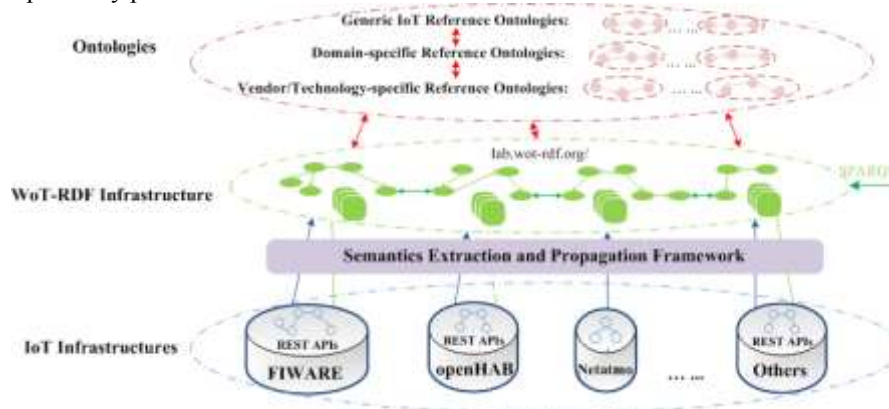 Generic IoT Reference Ontologies:
... ...
Ontologies
Domain-specific Reference Ontologies:
... ...
Vendor/Technology-specific Reference Ontologies:
... ...
lab.wot-rdf.org/
WoT-RDF Infrastructure
Semantics Extraction and Propagation Framework
REST APIs
FIWARE
REST APIs
openHAB
Netatmo
... ...
REST APIs
Others
IoT Infrastructures